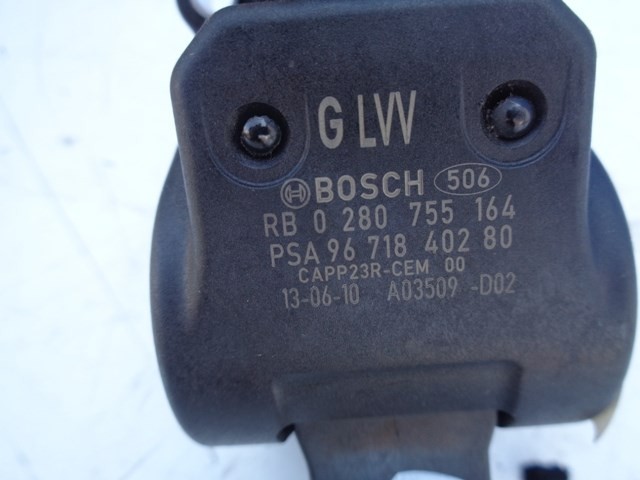 G LVV
BOSCH 506
RB 0 280 755 164
PSA 96 718 402 80
CAPP23R-CEM 00
13-06-10 A03509 -D02